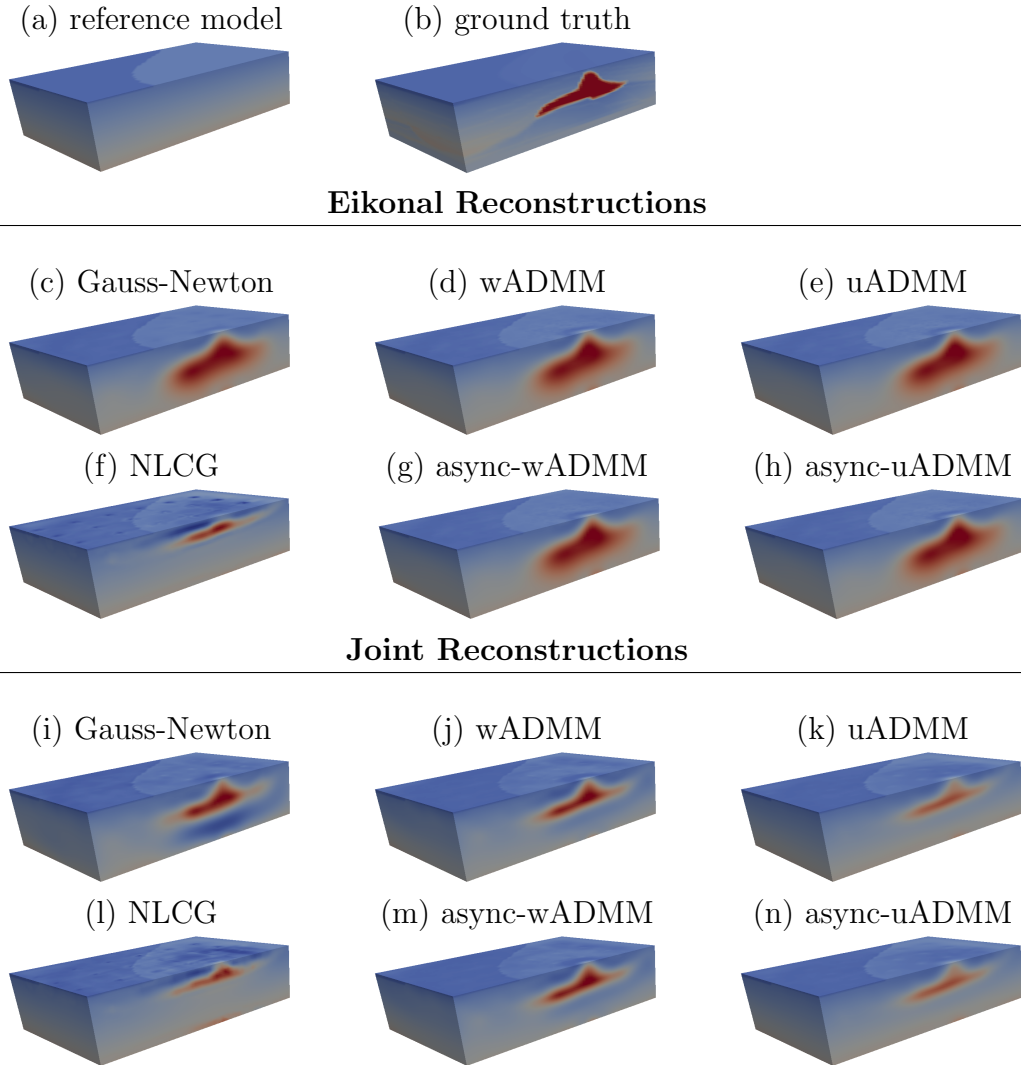 (a) reference model
(b) ground truth
Eikonal Reconstructions
(c) Gauss-Newton
(d) wADMM
(e) uADMM
(f) NLCG
(g) async-wADMM
(h) async-uADMM
Joint Reconstructions
(i) Gauss-Newton
(j) wADMM
(k) uADMM
(l) NLCG
(m) async-wADMM
(n) async-uADMM